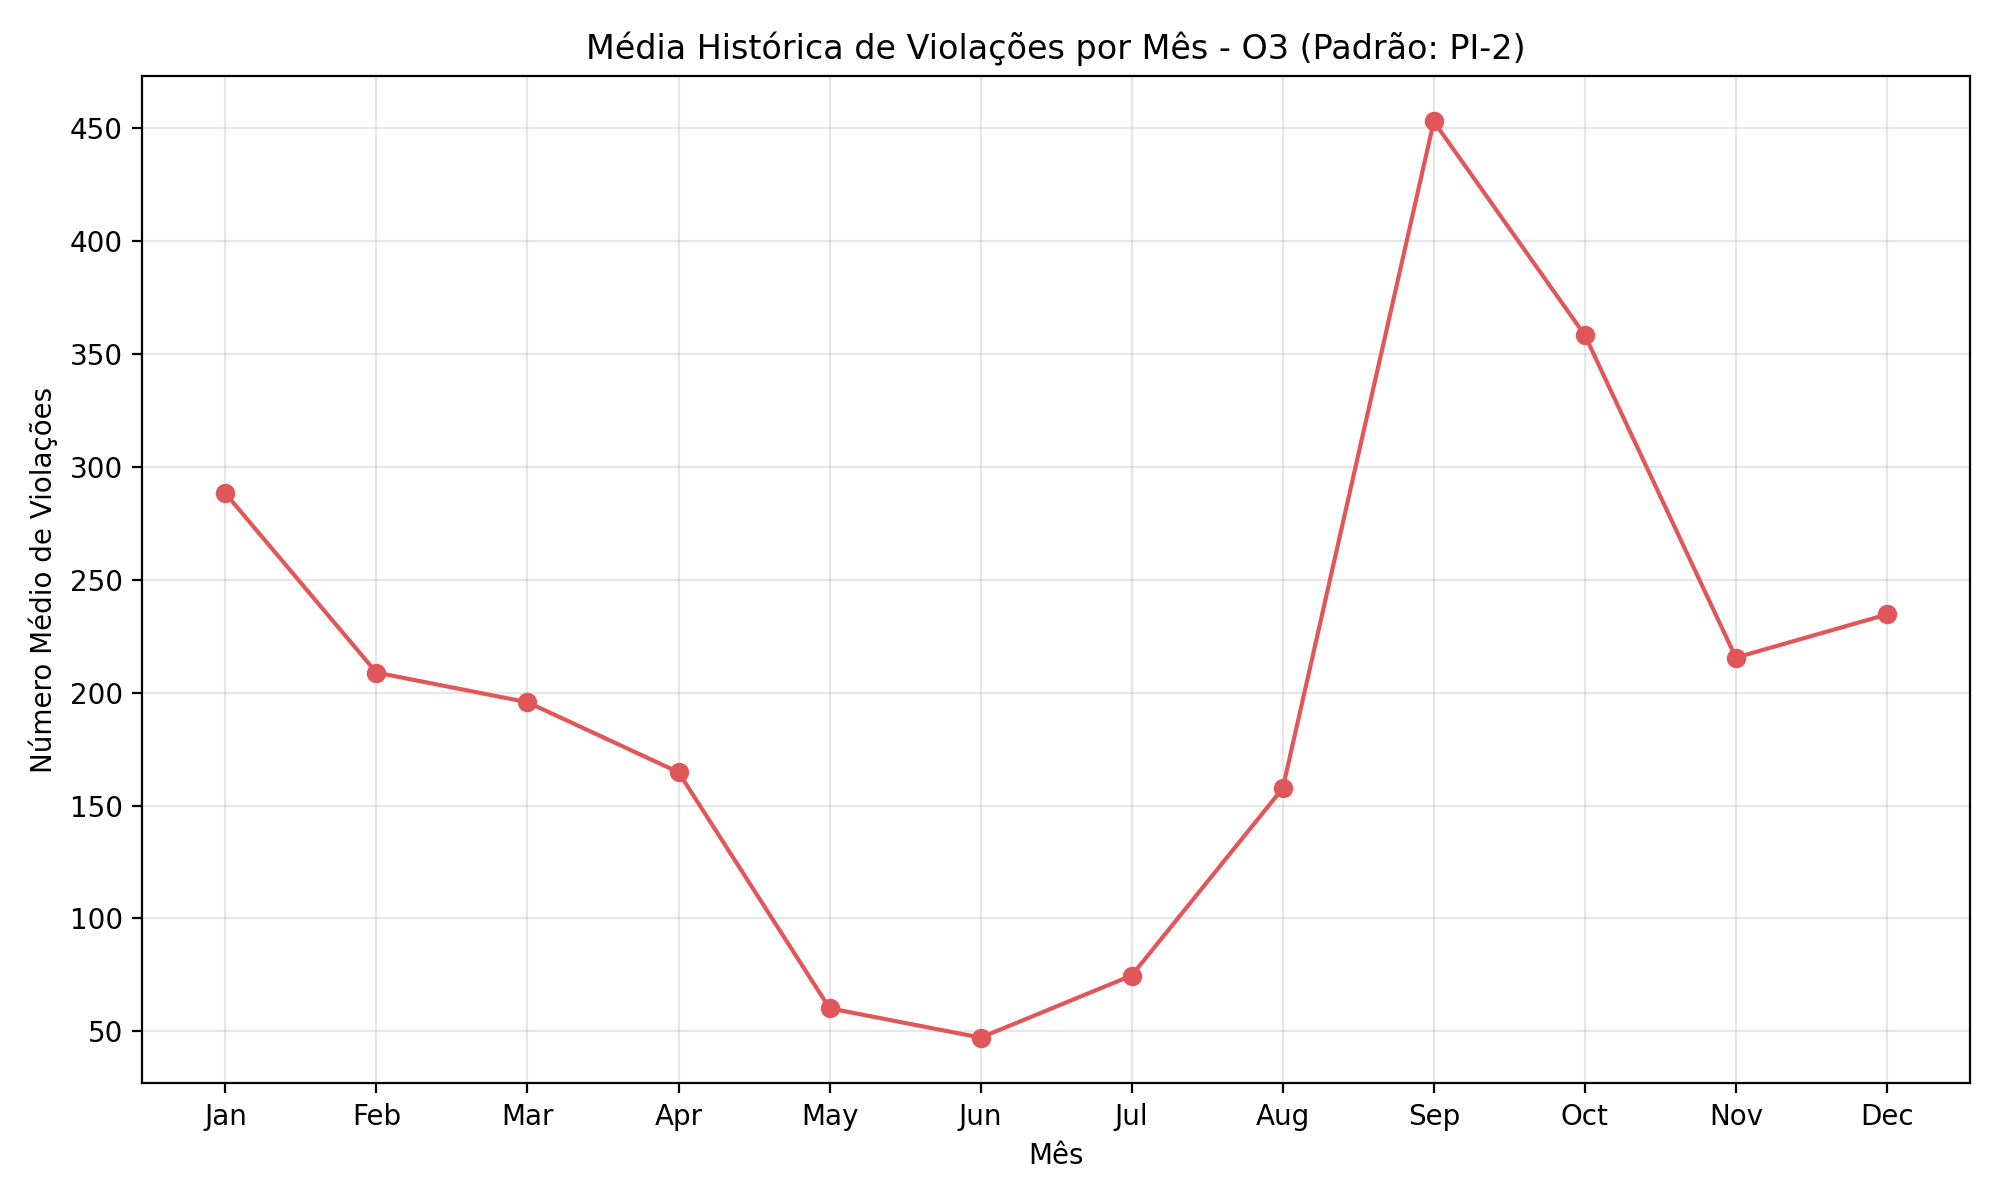 Média Histórica de Violações por Mês - O3 (Padrão: PI-2)
Número Médio de Violações
450
400
350
300
250
200
150
100
50
Jan Feb Mar Apr May Jun Jul Aug Sep Oct Nov Dec
Mês